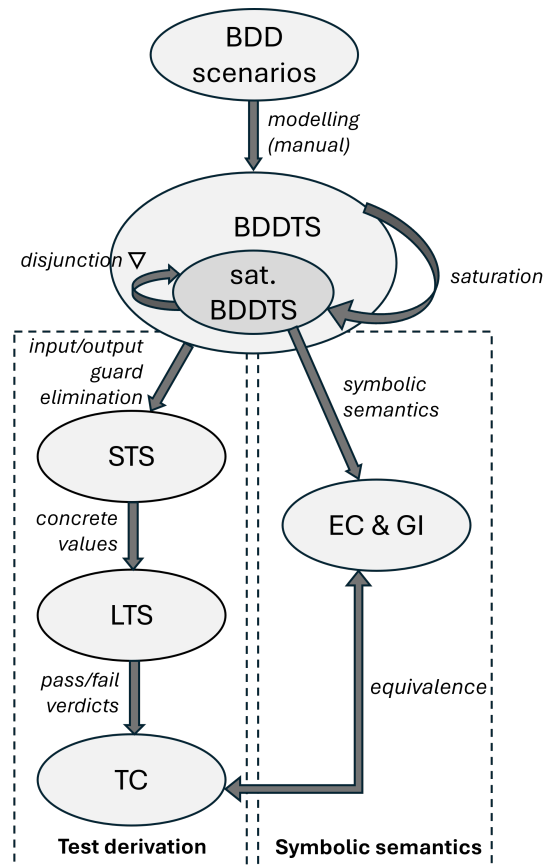 BDD
scenarios
modelling
(manual)
BDDTS
disjunction ▽
sat.
BDDTS
saturation
input/output
guard
elimination
symbolic
semantics
STS
EC & GI
concrete
values
LTS
pass/fail
verdicts
equivalence
TC
Test derivation
Symbolic semantics